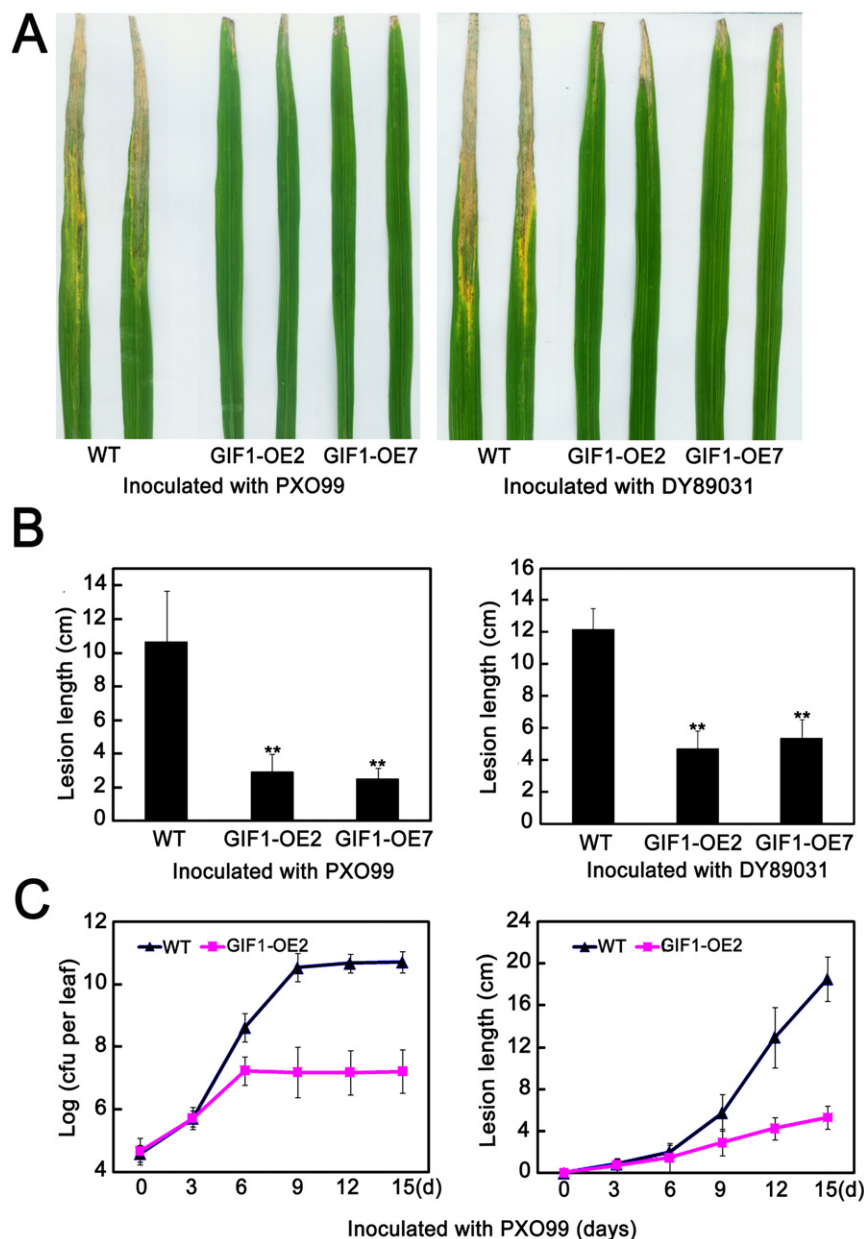 A
WT GIF1-OE2 GIF1-OE7
Inoculated with PXO99
WT GIF1-OE2 GIF1-OE7
Inoculated with DY89031
B
Lesion length (cm)
14
12
10
8
6
4
2
0
** **
WT GIF1-OE2 GIF1-OE7
Inoculated with PXO99
Lesion length (cm)
16
14
12
10
8
6
4
2
0
** **
WT GIF1-OE2 GIF1-OE7
Inoculated with DY89031
C
Log (cfu per leaf)
12
10
8
6
4
WT GIF1-OE2
0 3 6 9 12 15(d)
Lesion length (cm)
24
20
16
12
8
4
0
WT GIF1-OE2
0 3 6 9 12 15(d)
Inoculated with PXO99 (days)